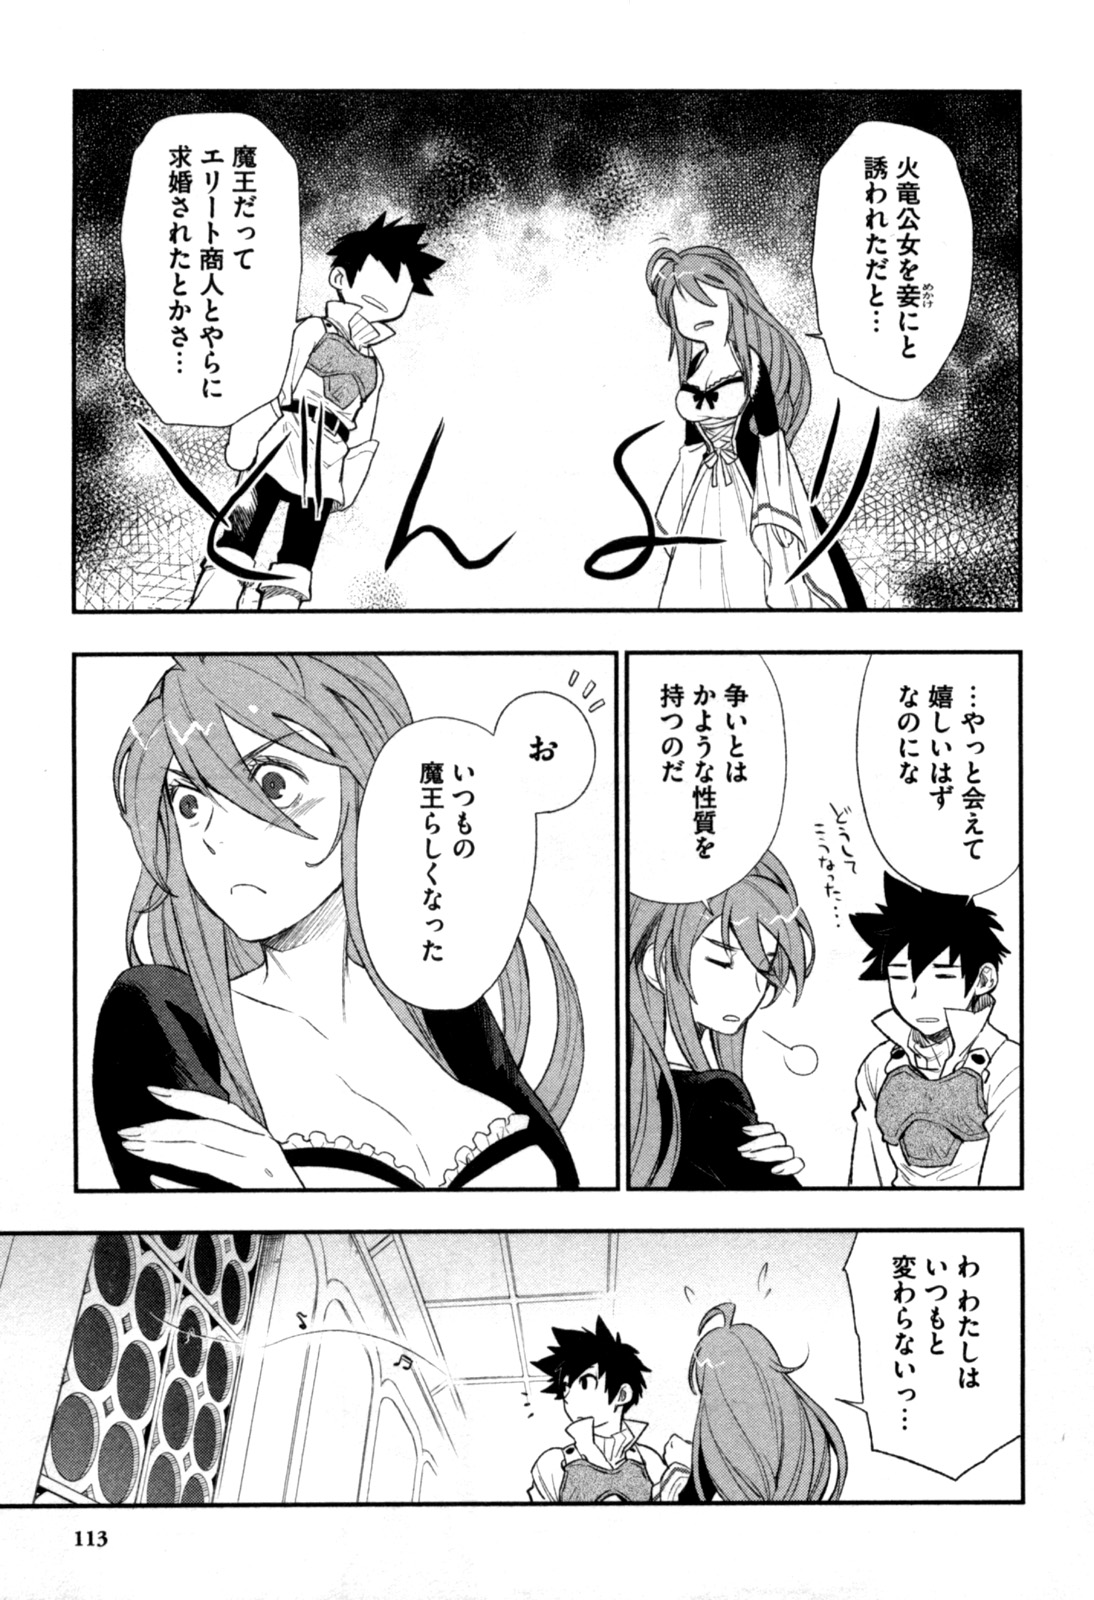 火竜公女を妾にと
めかけ
誘われただと…
魔王だって
エリート商人とやらに
求婚されたとかさ…
どんより
…やっと会えて
嬉しいはず
なのにな
どうして
こうなった…
争いとは
かような性質を
持つのだ
お
いつもの
魔王らしくなった
わ わたしは
いつもと
変わらないっ…
113